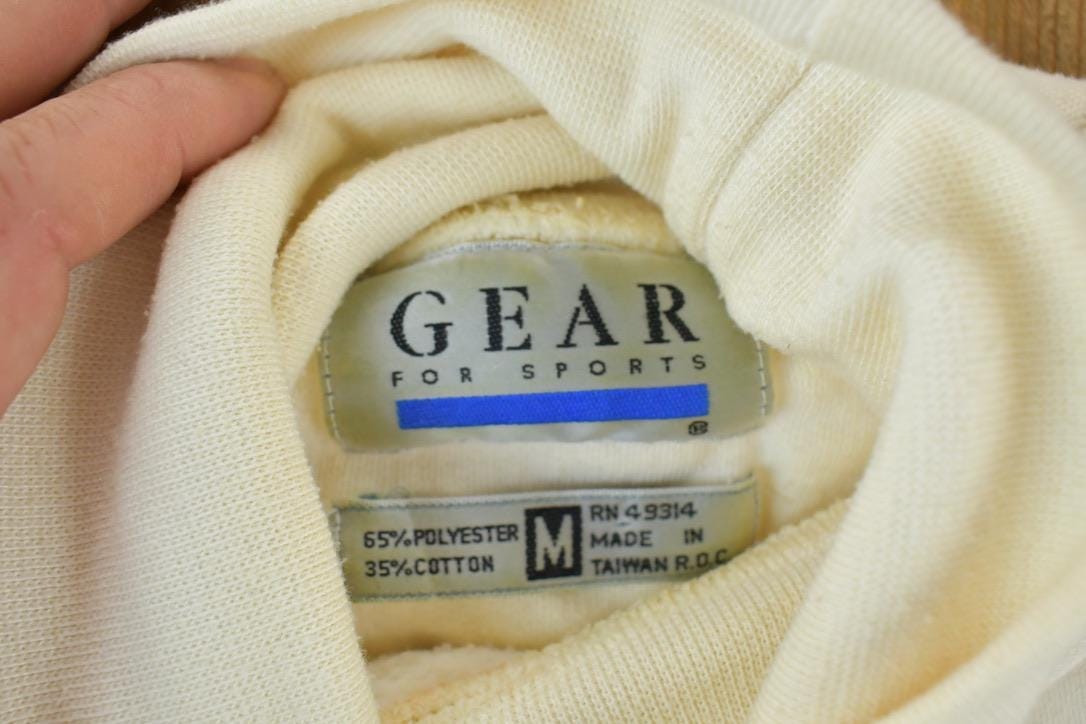 GEAR
FOR SPORTS
®
65% POLYESTER
35% COTTON
M
RN 49314
MADE IN
TAIWAN R.O.C